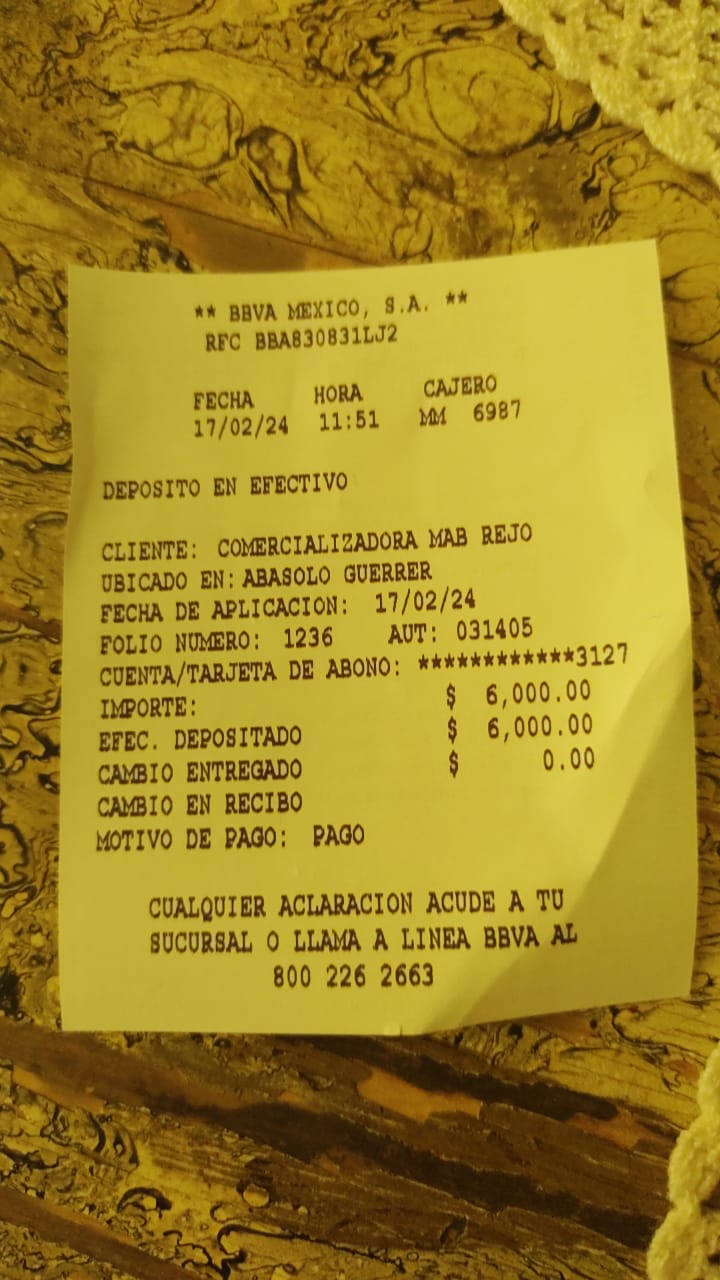 ** BBVA MEXICO, S.A. **
RFC BBA830831LJ2
FECHA HORA CAJERO
17/02/24 11:51 MM 6987
DEPOSITO EN EFECTIVO
CLIENTE: COMERCIALIZADORA MAB REJO
UBICADO EN: ABASOLO GUERRER
FECHA DE APLICACION: 17/02/24
FOLIO NUMERO: 1236 AUT: 031405
CUENTA/TARJETA DE ABONO: ************3127
IMPORTE: $ 6,000.00
EFEC. DEPOSITADO $ 6,000.00
CAMBIO ENTREGADO $ 0.00
CAMBIO EN RECIBO
MOTIVO DE PAGO: PAGO
CUALQUIER ACLARACION ACUDE A TU
SUCURSAL O LLAMA A LINEA BBVA AL
800 226 2663